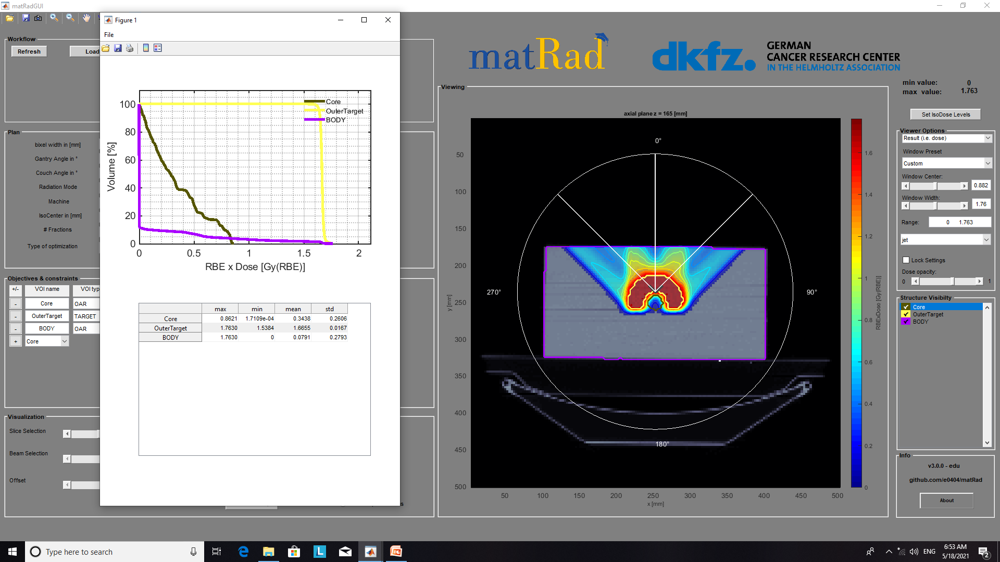 matRadGUI
Workflow
Refresh
Load
Plan
bixel width in [mm]
Gantry Angle in °
Couch Angle in °
Radiation Mode
Machine
IsoCenter in [mm]
# Fractions
Type of optimization
Objectives & constraints
+/-
VOI name
VOI typ
-
Core
OAR
-
OuterTarget
TARGET
-
BODY
OAR
+
Core
Visualization
Slice Selection
Beam Selection
Offset
Figure 1
File
100
80
60
40
20
0
Volume [%]
0
0.5
1
1.5
2
RBE x Dose [Gy(RBE)]
Core
OuterTarget
BODY
max min mean std
Core 0.8621 1.7109e-04 0.3438 0.2606
OuterTarget 1.7630 1.5384 1.6655 0.0167
BODY 1.7630 0 0.0791 0.2793
matRad
dkfz.
GERMAN
CANCER RESEARCH CENTER
IN THE HELMHOLTZ ASSOCIATION
Viewing
axial plane z = 165 [mm]
0°
90°
180°
270°
50
100
150
200
250
300
350
400
450
500
y [mm]
50
100
150
200
250
300
350
400
450
500
x [mm]
1.6
1.4
1.2
1
0.8
0.6
0.4
0.2
0
RBExDose [Gy(RBE)]
min value: 0
max value: 1.763
Set IsoDose Levels
Viewer Options
Result (i.e. dose)
Window Preset
Custom
Window Center:
0.882
Window Width:
1.76
Range: 0 1.763
jet
Lock Settings
Dose opacity:
0
1
Structure Visibilty
Core
OuterTarget
BODY
Info
v3.0.0 - edu
github.com/e0404/matRad
About
Type here to search
ENG
6:53 AM
5/18/2021
2